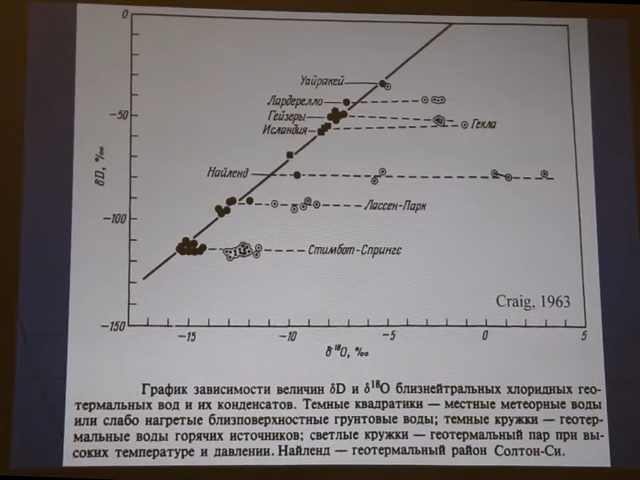 0
Уайракей
Лардерелло
−50
Гейзеры
Исландия
Гекла
δD, ‰
Найленд
−100
Лассен-Парк
Стимбот-Спрингс
Craig, 1963
−150
−15
−10
−5
0
5
δ¹⁸O, ‰
График зависимости величин δD и δ¹⁸O близнейтральных хлоридных гео-
термальных вод и их конденсатов. Темные квадратики — местные метеорные воды
или слабо нагретые близповерхностные грунтовые воды; темные кружки — геотер-
мальные воды горячих источников; светлые кружки — геотермальный пар при вы-
соких температуре и давлении. Найленд — геотермальный район Солтон-Си.